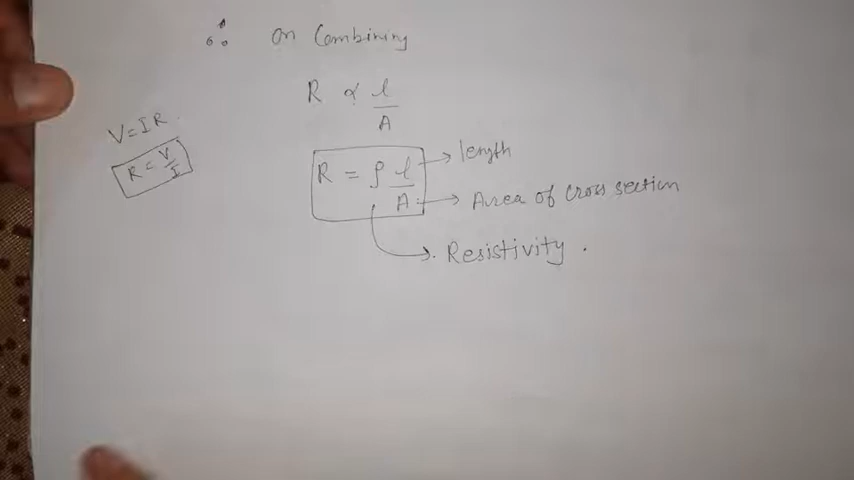 ∴ On Combining
R ∝ l/A
V=IR
R = V/I
R = ρ l/A
length
Area of cross section
Resistivity.